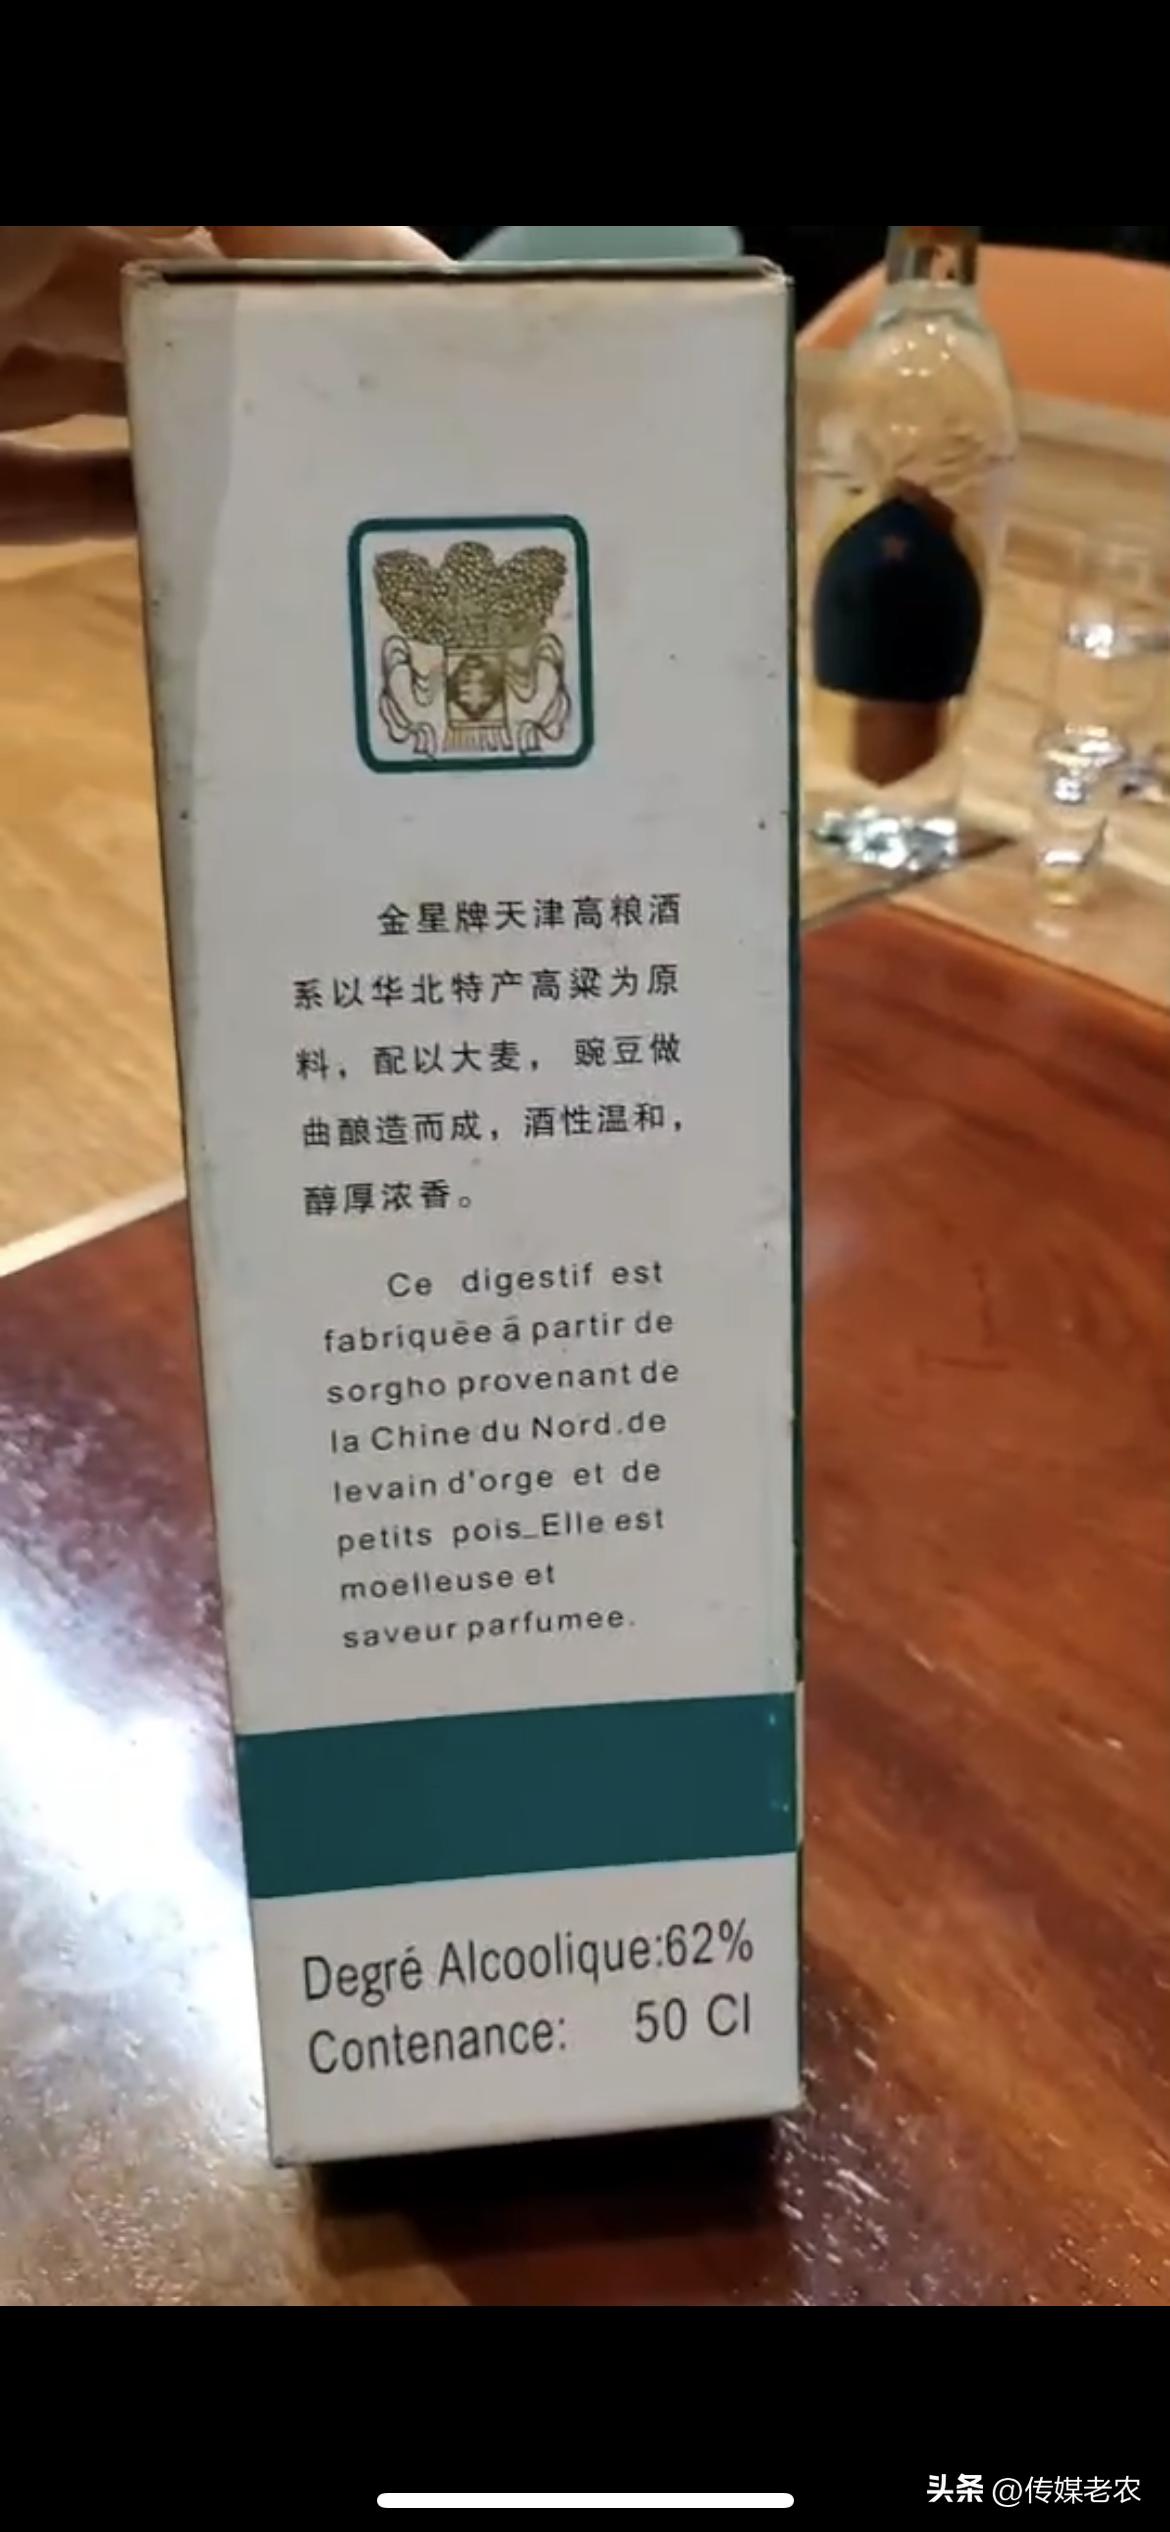 金星牌天津高粮酒
系以华北特产高粱为原
料，配以大麦，豌豆做
曲酿造而成，酒性温和，
醇厚浓香。
Ce digestif est
fabriquēe ā partir de
sorgho provenant de
la Chine du Nord.de
levain d'orge et de
petits pois_Elle est
moelleuse et
saveur parfumee.
Degré Alcoolique:62%
Contenance: 50 Cl
头条 @传媒老农